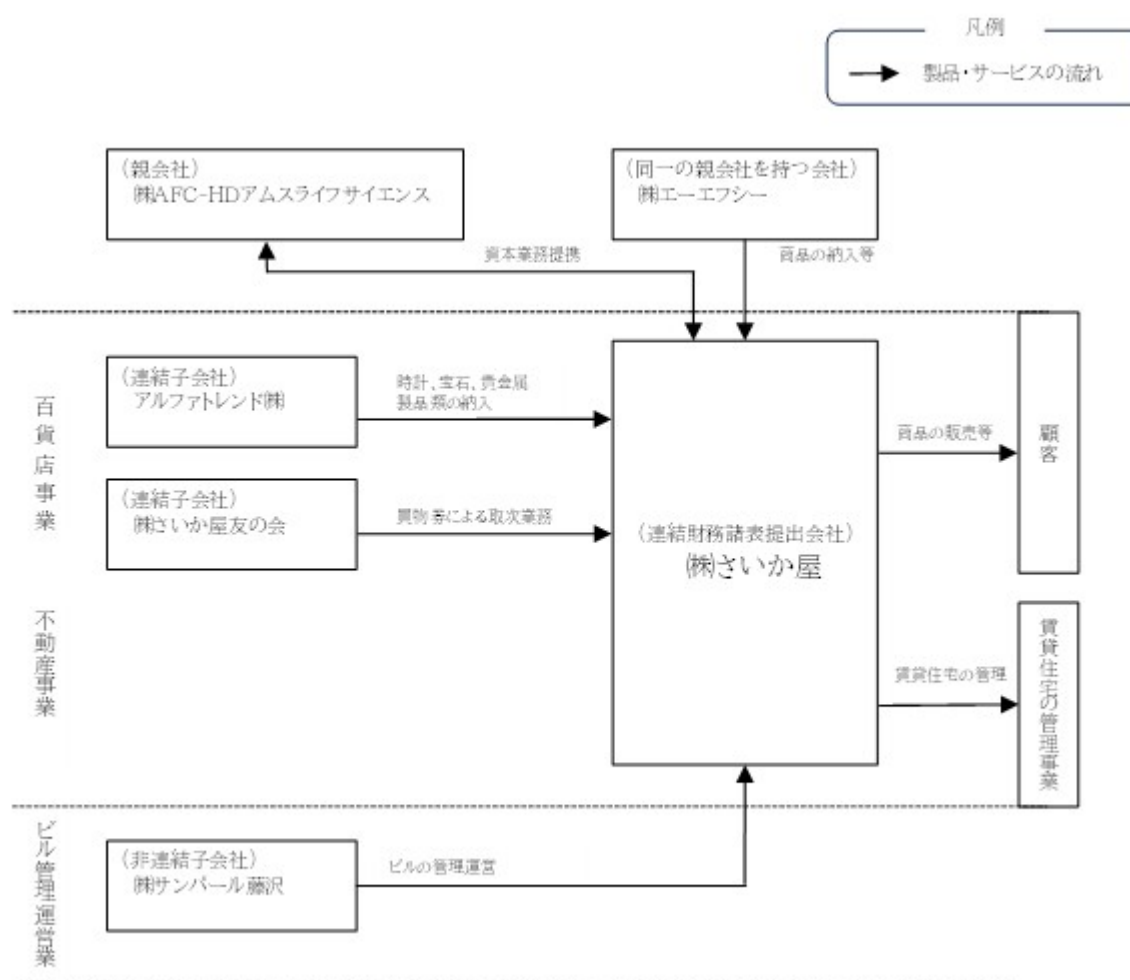 凡例
製品・サービスの流れ
（親会社）
㈱AFC-HDアムスライフサイエンス
（同一の親会社を持つ会社）
㈱エーエフシー
資本業務提携
商品の納入等
百貨店事業
（連結子会社）
アルファトレンド㈱
時計、宝石、貴金属
製品類の納入
（連結子会社）
㈱さいか屋友の会
買物券による取次業務
（連結財務諸表提出会社）
㈱さいか屋
商品の販売等
顧客
不動産事業
賃貸住宅の管理
賃貸住宅の管理事業
ビル管理運営業
（非連結子会社）
㈱サンパール藤沢
ビルの管理運営